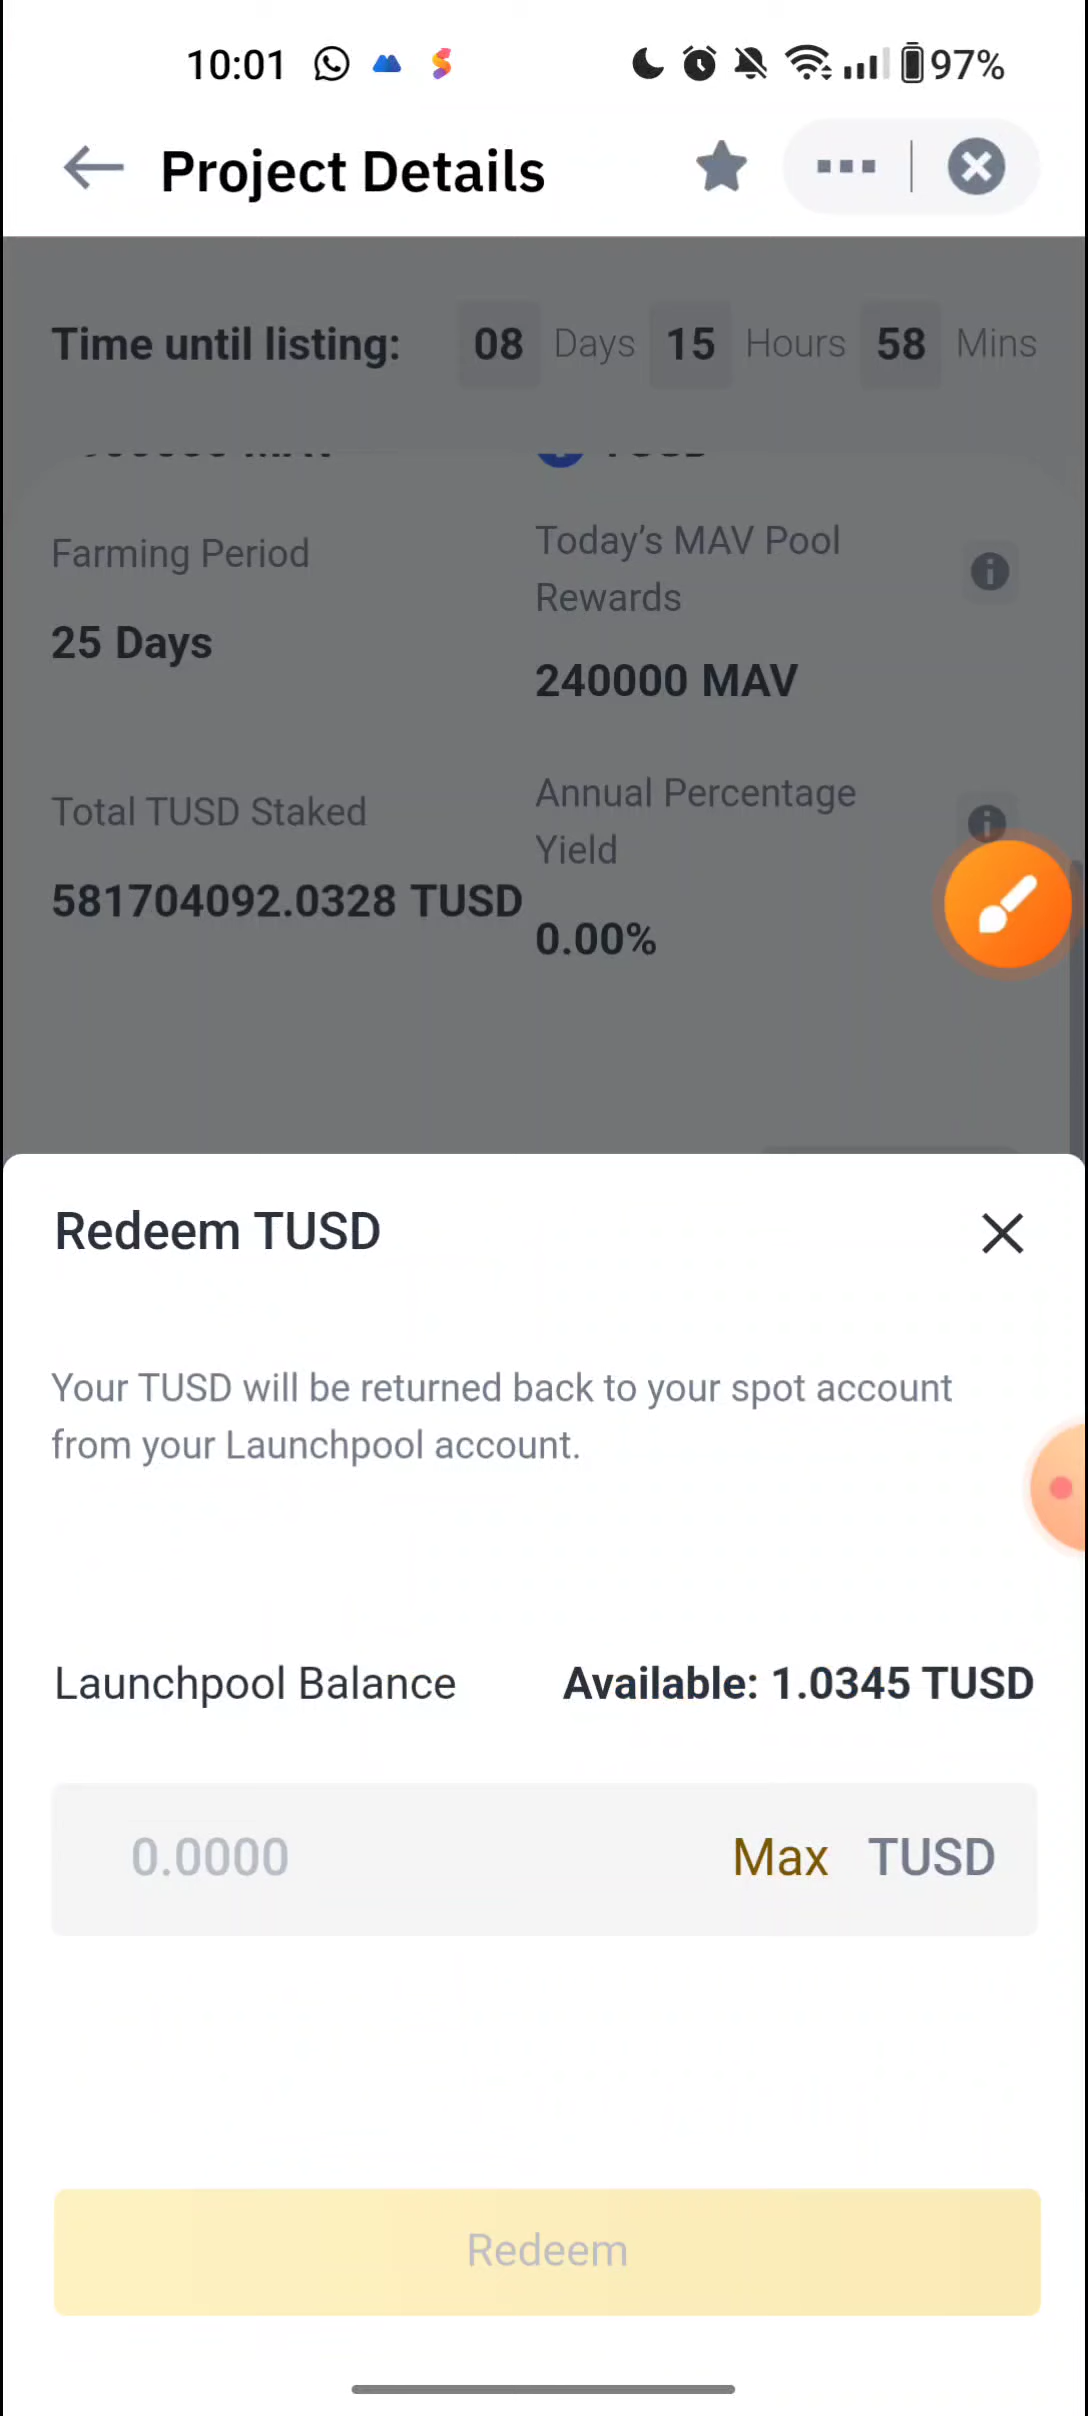 10:01 97%
Project Details
Time until listing: 08 Days 15 Hours 58 Mins
Farming Period
25 Days
Today's MAV Pool
Rewards
240000 MAV
Total TUSD Staked
581704092.0328 TUSD
Annual Percentage
Yield
0.00%
Redeem TUSD
Your TUSD will be returned back to your spot account
from your Launchpool account.
Launchpool Balance Available: 1.0345 TUSD
0.0000 Max TUSD
Redeem